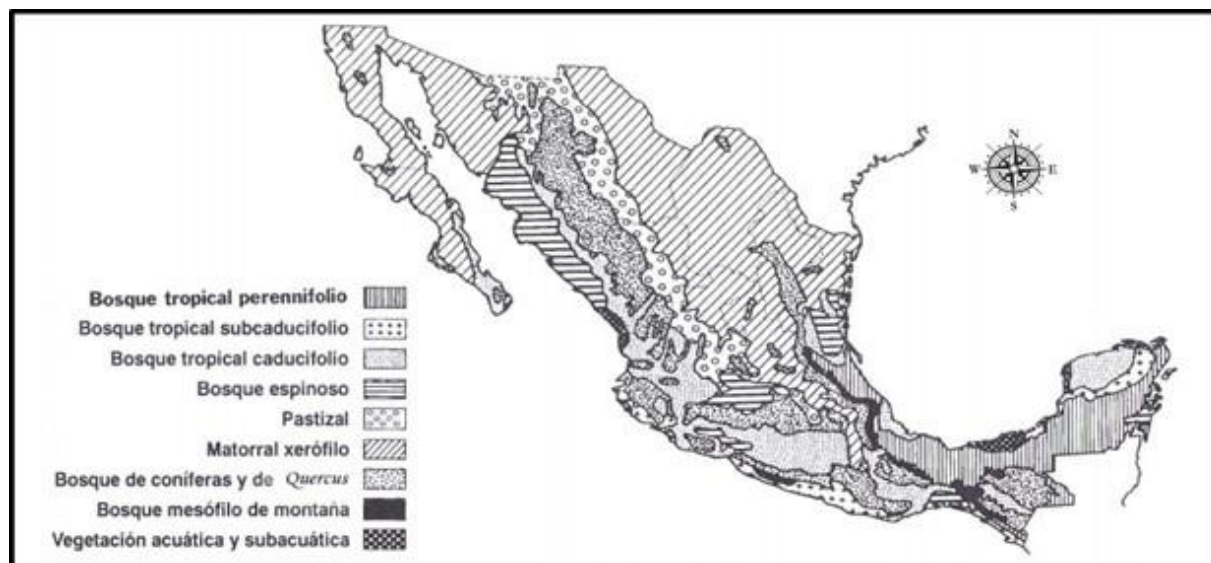 N
W E
S
Bosque tropical perennifolio
Bosque tropical subcaducifolio
Bosque tropical caducifolio
Bosque espinoso
Pastizal
Matorral xerófilo
Bosque de coníferas y de Quercus
Bosque mesófilo de montaña
Vegetación acuática y subacuática